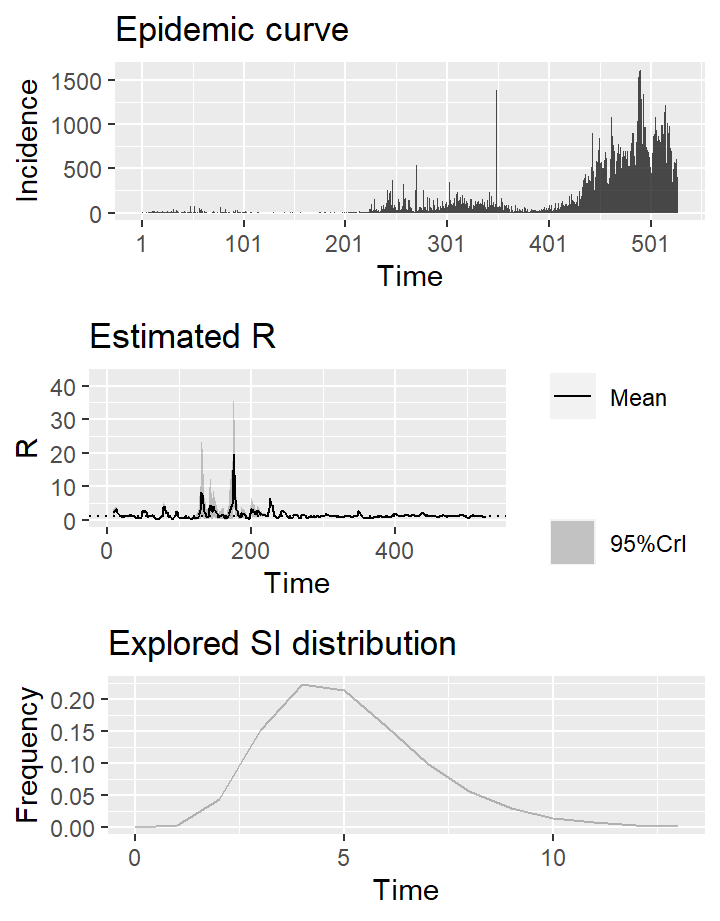 Epidemic curve
Incidence
1500
1000
500
0
1 101 201 301 401 501
Time
Estimated R
R
40
30
20
10
0
0 200 400
Time
Mean
95%CrI
Explored SI distribution
Frequency
0.20
0.15
0.10
0.05
0.00
0 5 10
Time